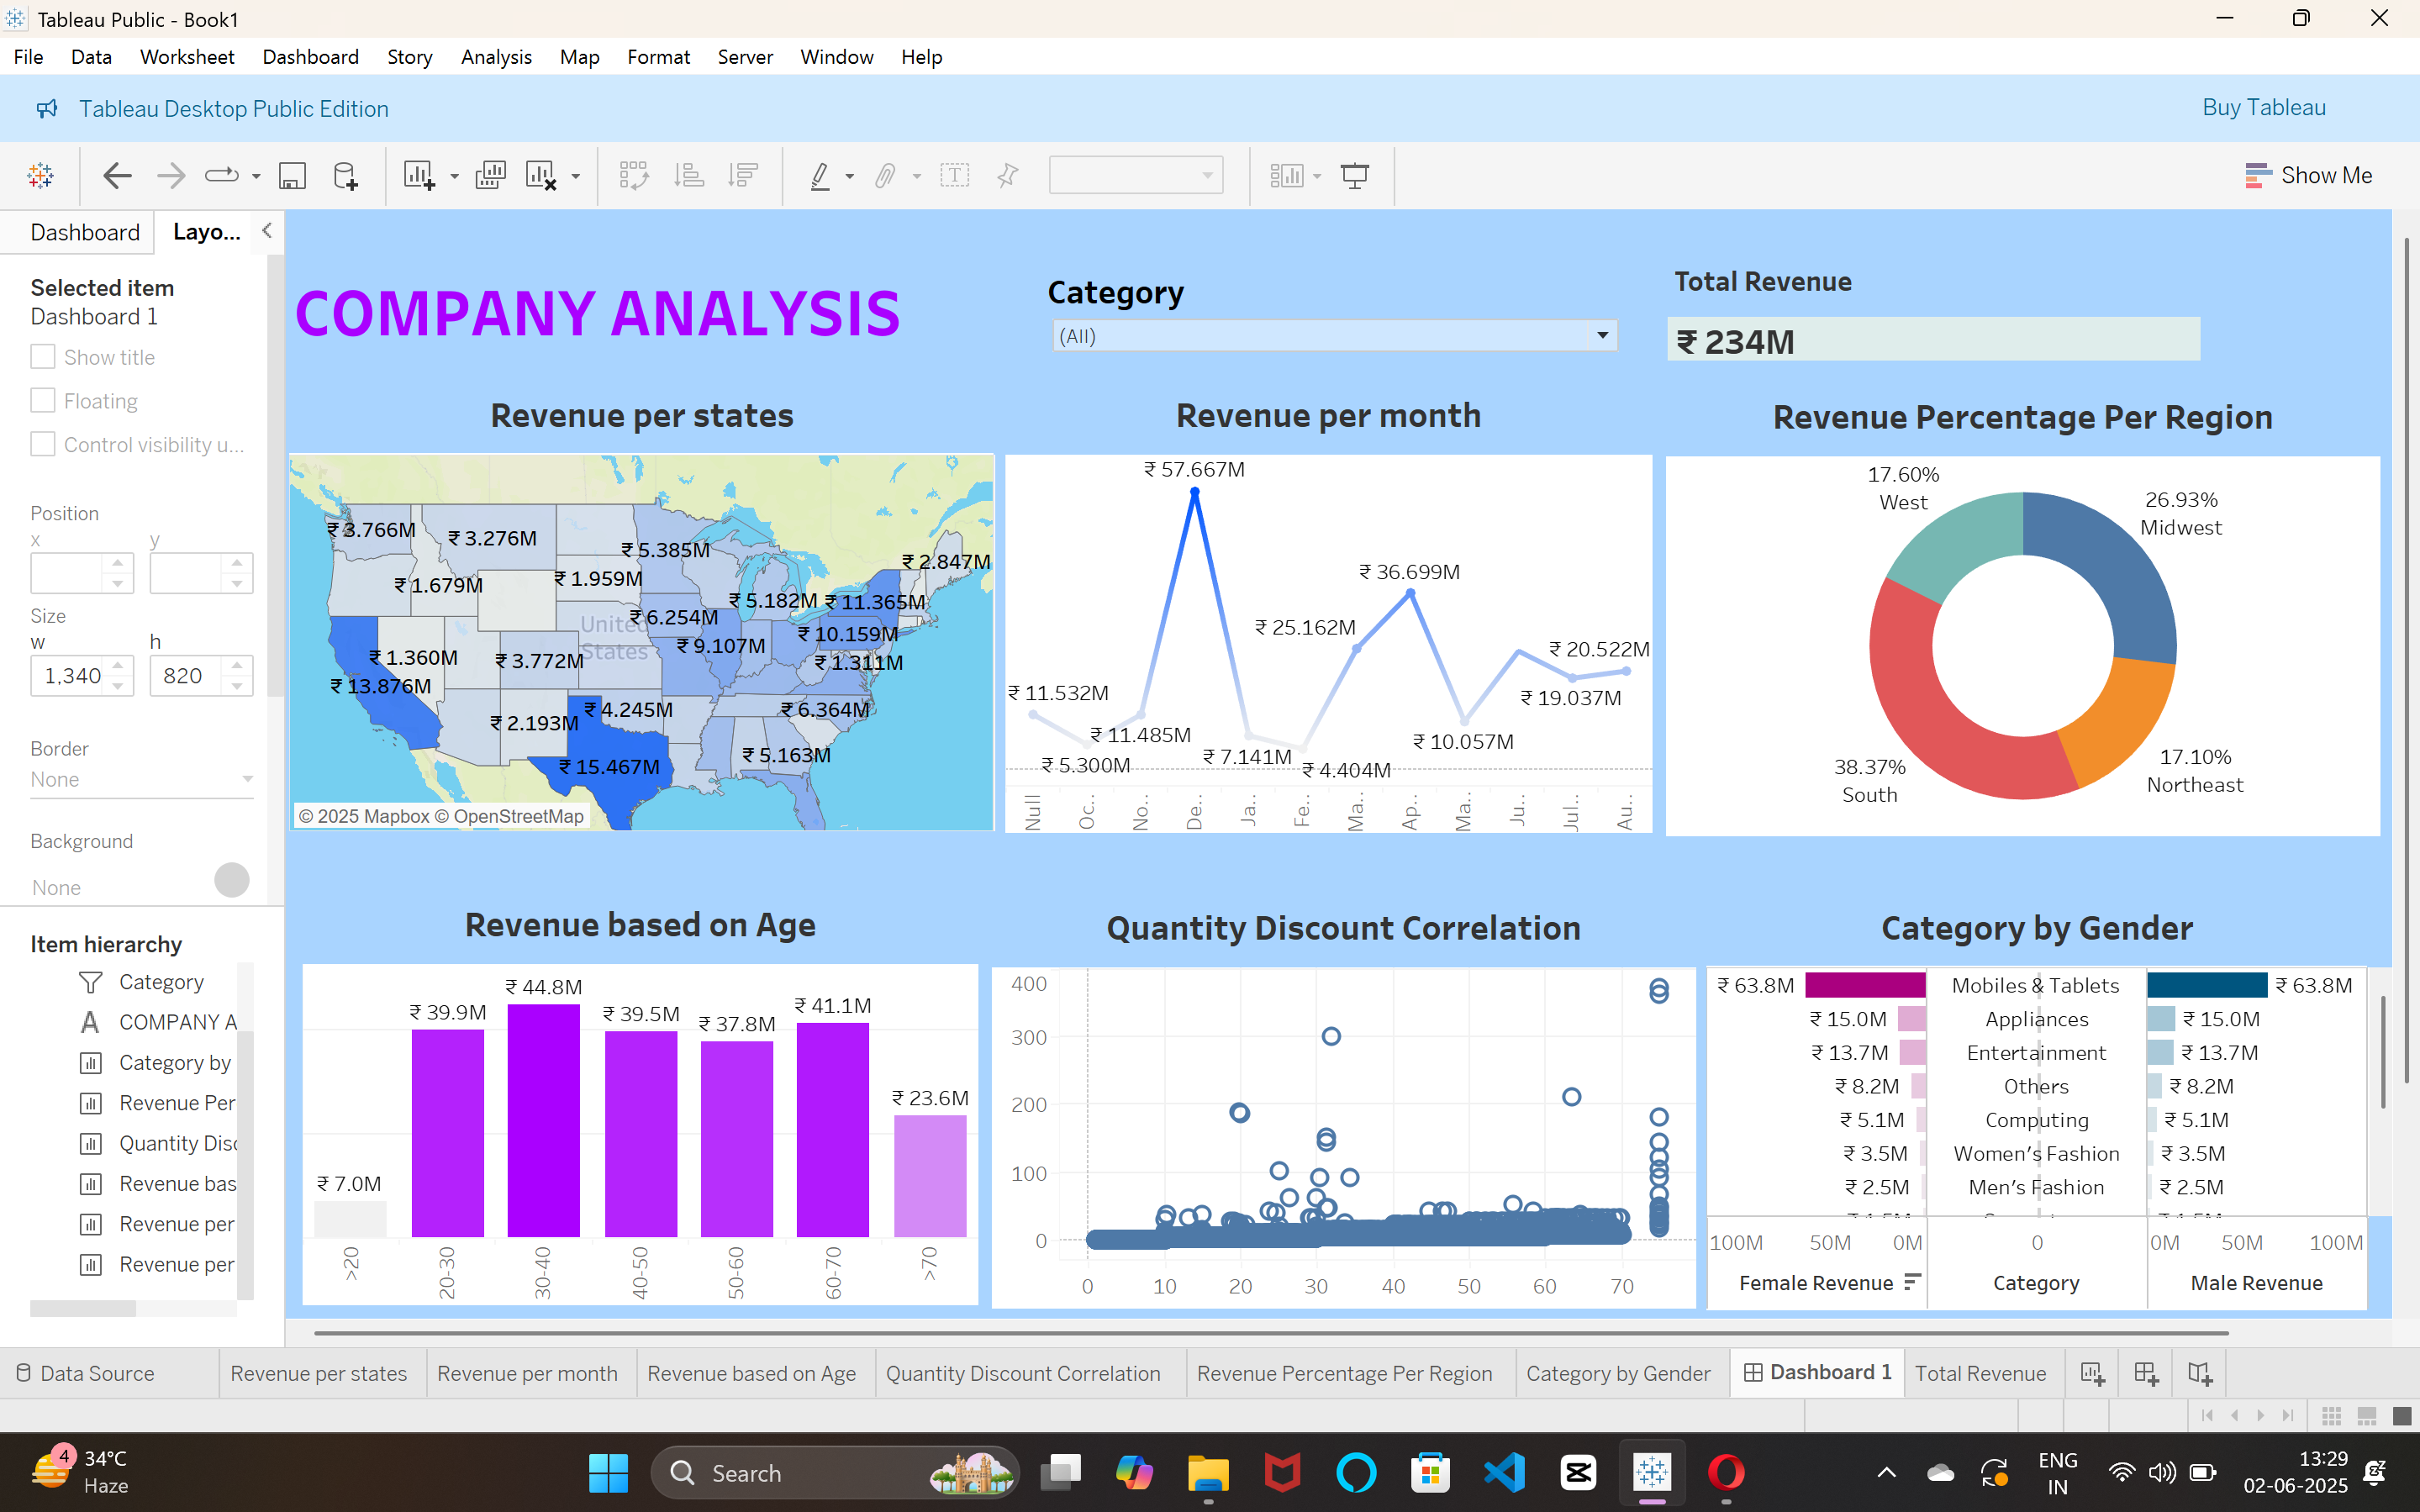 Tableau Public - Book1
File Data Worksheet Dashboard Story Analysis Map Format Server Window Help
Tableau Desktop Public Edition
Buy Tableau
Show Me
Dashboard
Layo...
Selected item
Dashboard 1
Show title
Floating
Control visibility u...
Position
x y
Size
w h
1,340 820
Border
None
Background
None
Item hierarchy
Category
COMPANY A
Category by
Revenue Per
Quantity Disc
Revenue bas
Revenue per
Revenue per
COMPANY ANALYSIS
Category
(All)
Total Revenue
₹ 234M
Revenue per states
₹ 3.766M
₹ 3.276M
₹ 5.385M
₹ 2.847M
₹ 1.679M
₹ 1.959M
₹ 5.182M
₹ 11.365M
₹ 6.254M
United
States
₹ 10.159M
₹ 9.107M
₹ 1.360M
₹ 3.772M
₹ 1.311M
₹ 13.876M
₹ 2.193M
₹ 4.245M
₹ 6.364M
₹ 5.163M
₹ 15.467M
© 2025 Mapbox © OpenStreetMap
Revenue per month
₹ 57.667M
₹ 36.699M
₹ 25.162M
₹ 20.522M
₹ 11.532M
₹ 19.037M
₹ 11.485M
₹ 10.057M
₹ 5.300M
₹ 7.141M
₹ 4.404M
Null Oc.. No.. De.. Ja.. Fe.. Ma.. Ap.. Ma.. Ju.. Jul.. Au..
Revenue Percentage Per Region
17.60%
West
26.93%
Midwest
38.37%
South
17.10%
Northeast
Revenue based on Age
₹ 7.0M
₹ 39.9M
₹ 44.8M
₹ 39.5M
₹ 37.8M
₹ 41.1M
₹ 23.6M
>20 20-30 30-40 40-50 50-60 60-70 >70
Quantity Discount Correlation
400
300
200
100
0
0 10 20 30 40 50 60 70
Category by Gender
₹ 63.8M Mobiles & Tablets ₹ 63.8M
₹ 15.0M Appliances ₹ 15.0M
₹ 13.7M Entertainment ₹ 13.7M
₹ 8.2M Others ₹ 8.2M
₹ 5.1M Computing ₹ 5.1M
₹ 3.5M Women's Fashion ₹ 3.5M
₹ 2.5M Men's Fashion ₹ 2.5M
100M 50M 0M 0 0M 50M 100M
Female Revenue Category Male Revenue
Data Source
Revenue per states
Revenue per month
Revenue based on Age
Quantity Discount Correlation
Revenue Percentage Per Region
Category by Gender
Dashboard 1
Total Revenue
4
34°C
Haze
Search
ENG
IN
13:29
02-06-2025